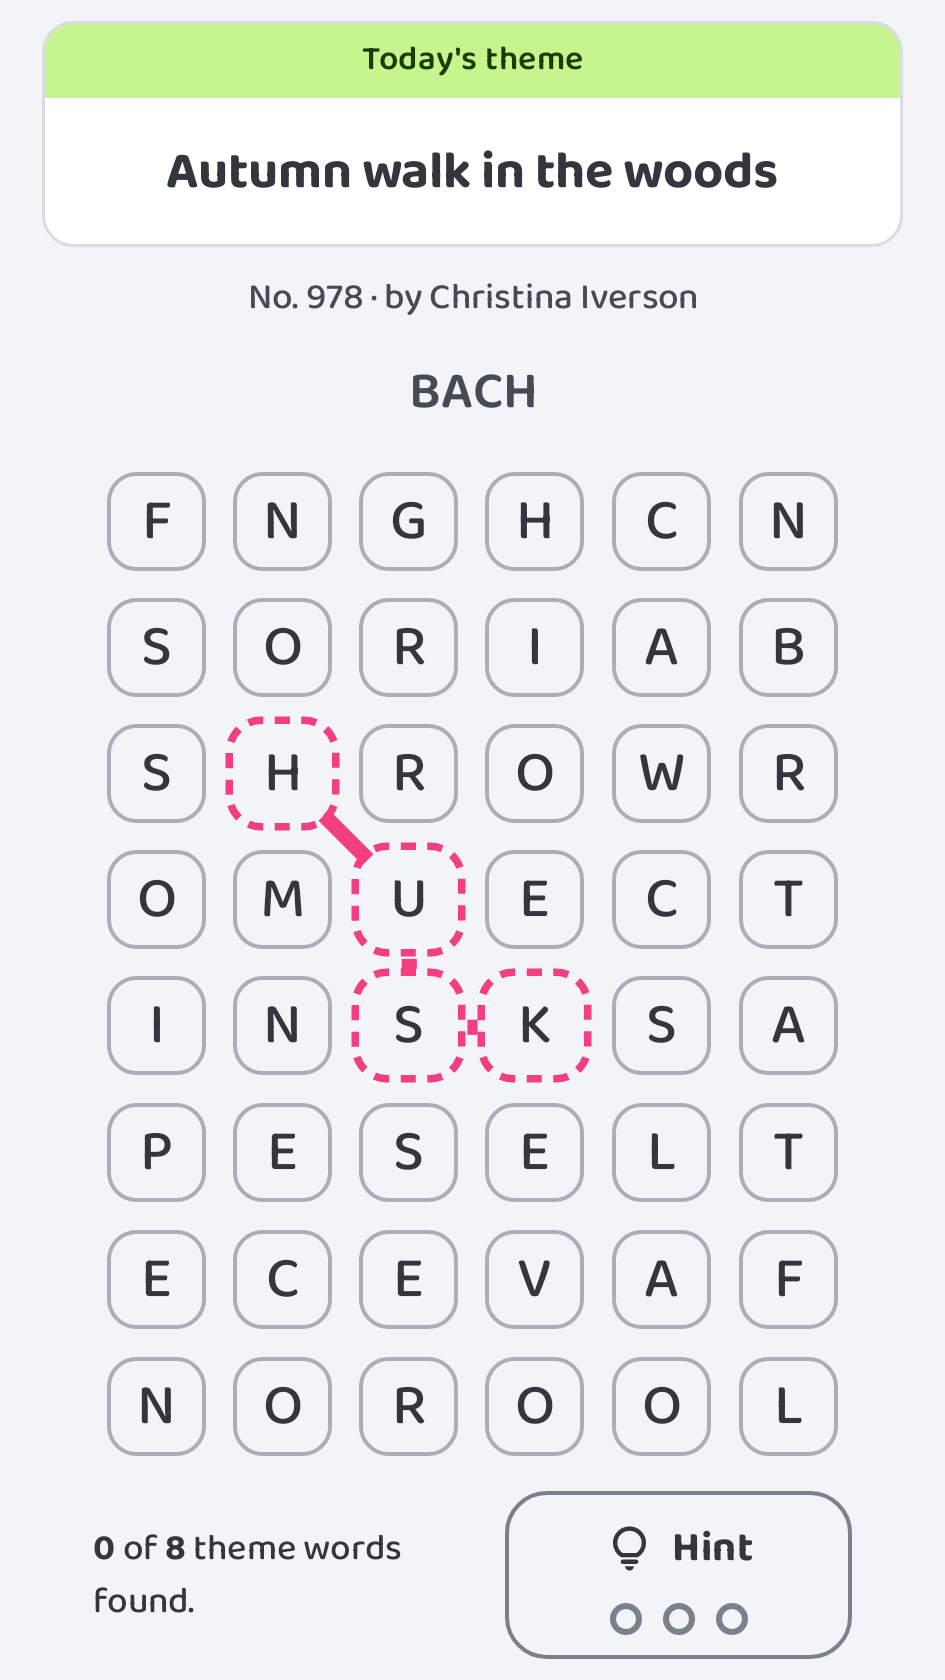 Today's theme
Autumn walk in the woods
No. 978 · by Christina Iverson
BACH
F N G H C N
S O R I A B
S H R O W R
O M U E C T
I N S K S A
P E S E L T
E C E V A F
N O R O O L
0 of 8 theme words
found.
Hint